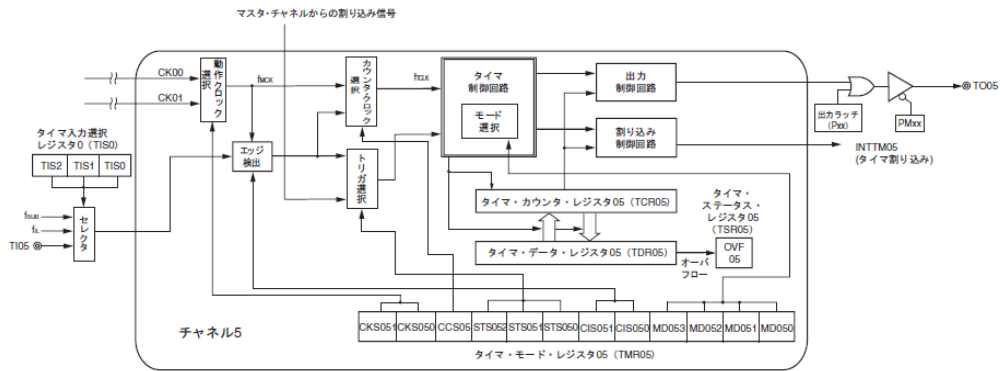 マスタ・チャネルからの割り込み信号
CK00
CK01
動作クロック選択
fMCK
カウンタ・クロック選択
fTCLK
タイマ
制御回路
モード
選択
出力
制御回路
割り込み
制御回路
出力ラッチ
(Pxx)
PMxx
TO05
INTTM05
(タイマ割り込み)
タイマ入力選択
レジスタ0(TIS0)
TIS2 TIS1 TIS0
エッジ
検出
トリガ選択
fSUB
fIL
TI05
セレクタ
タイマ・カウンタ・レジスタ05(TCR05)
タイマ・データ・レジスタ05(TDR05)
オーバ
フロー
タイマ・
ステータス・
レジスタ05
(TSR05)
OVF
05
チャネル5
CKS051 CKS050 CCS05 STS052 STS051 STS050 CIS051 CIS050 MD053 MD052 MD051 MD050
タイマ・モード・レジスタ05(TMR05)